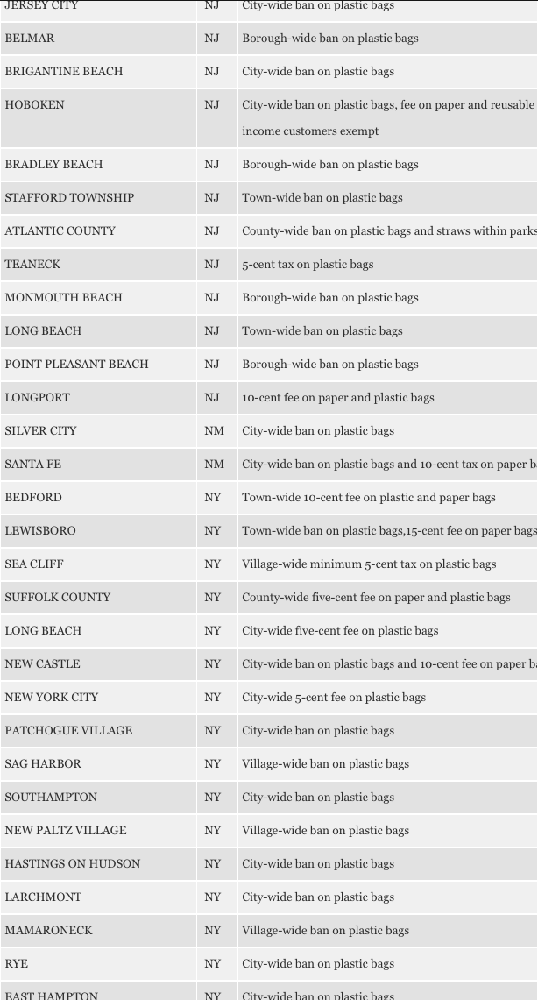 JERSEY CITY NJ City-wide ban on plastic bags
BELMAR NJ Borough-wide ban on plastic bags
BRIGANTINE BEACH NJ City-wide ban on plastic bags
HOBOKEN NJ City-wide ban on plastic bags, fee on paper and reusable
income customers exempt
BRADLEY BEACH NJ Borough-wide ban on plastic bags
STAFFORD TOWNSHIP NJ Town-wide ban on plastic bags
ATLANTIC COUNTY NJ County-wide ban on plastic bags and straws within parks
TEANECK NJ 5-cent tax on plastic bags
MONMOUTH BEACH NJ Borough-wide ban on plastic bags
LONG BEACH NJ Town-wide ban on plastic bags
POINT PLEASANT BEACH NJ Borough-wide ban on plastic bags
LONGPORT NJ 10-cent fee on paper and plastic bags
SILVER CITY NM City-wide ban on plastic bags
SANTA FE NM City-wide ban on plastic bags and 10-cent tax on paper b
BEDFORD NY Town-wide 10-cent fee on plastic and paper bags
LEWISBORO NY Town-wide ban on plastic bags,15-cent fee on paper bags
SEA CLIFF NY Village-wide minimum 5-cent tax on plastic bags
SUFFOLK COUNTY NY County-wide five-cent fee on paper and plastic bags
LONG BEACH NY City-wide five-cent fee on plastic bags
NEW CASTLE NY City-wide ban on plastic bags and 10-cent fee on paper ba
NEW YORK CITY NY City-wide 5-cent fee on plastic bags
PATCHOGUE VILLAGE NY City-wide ban on plastic bags
SAG HARBOR NY Village-wide ban on plastic bags
SOUTHAMPTON NY City-wide ban on plastic bags
NEW PALTZ VILLAGE NY Village-wide ban on plastic bags
HASTINGS ON HUDSON NY City-wide ban on plastic bags
LARCHMONT NY City-wide ban on plastic bags
MAMARONECK NY Village-wide ban on plastic bags
RYE NY City-wide ban on plastic bags
EAST HAMPTON NY City-wide ban on plastic bags